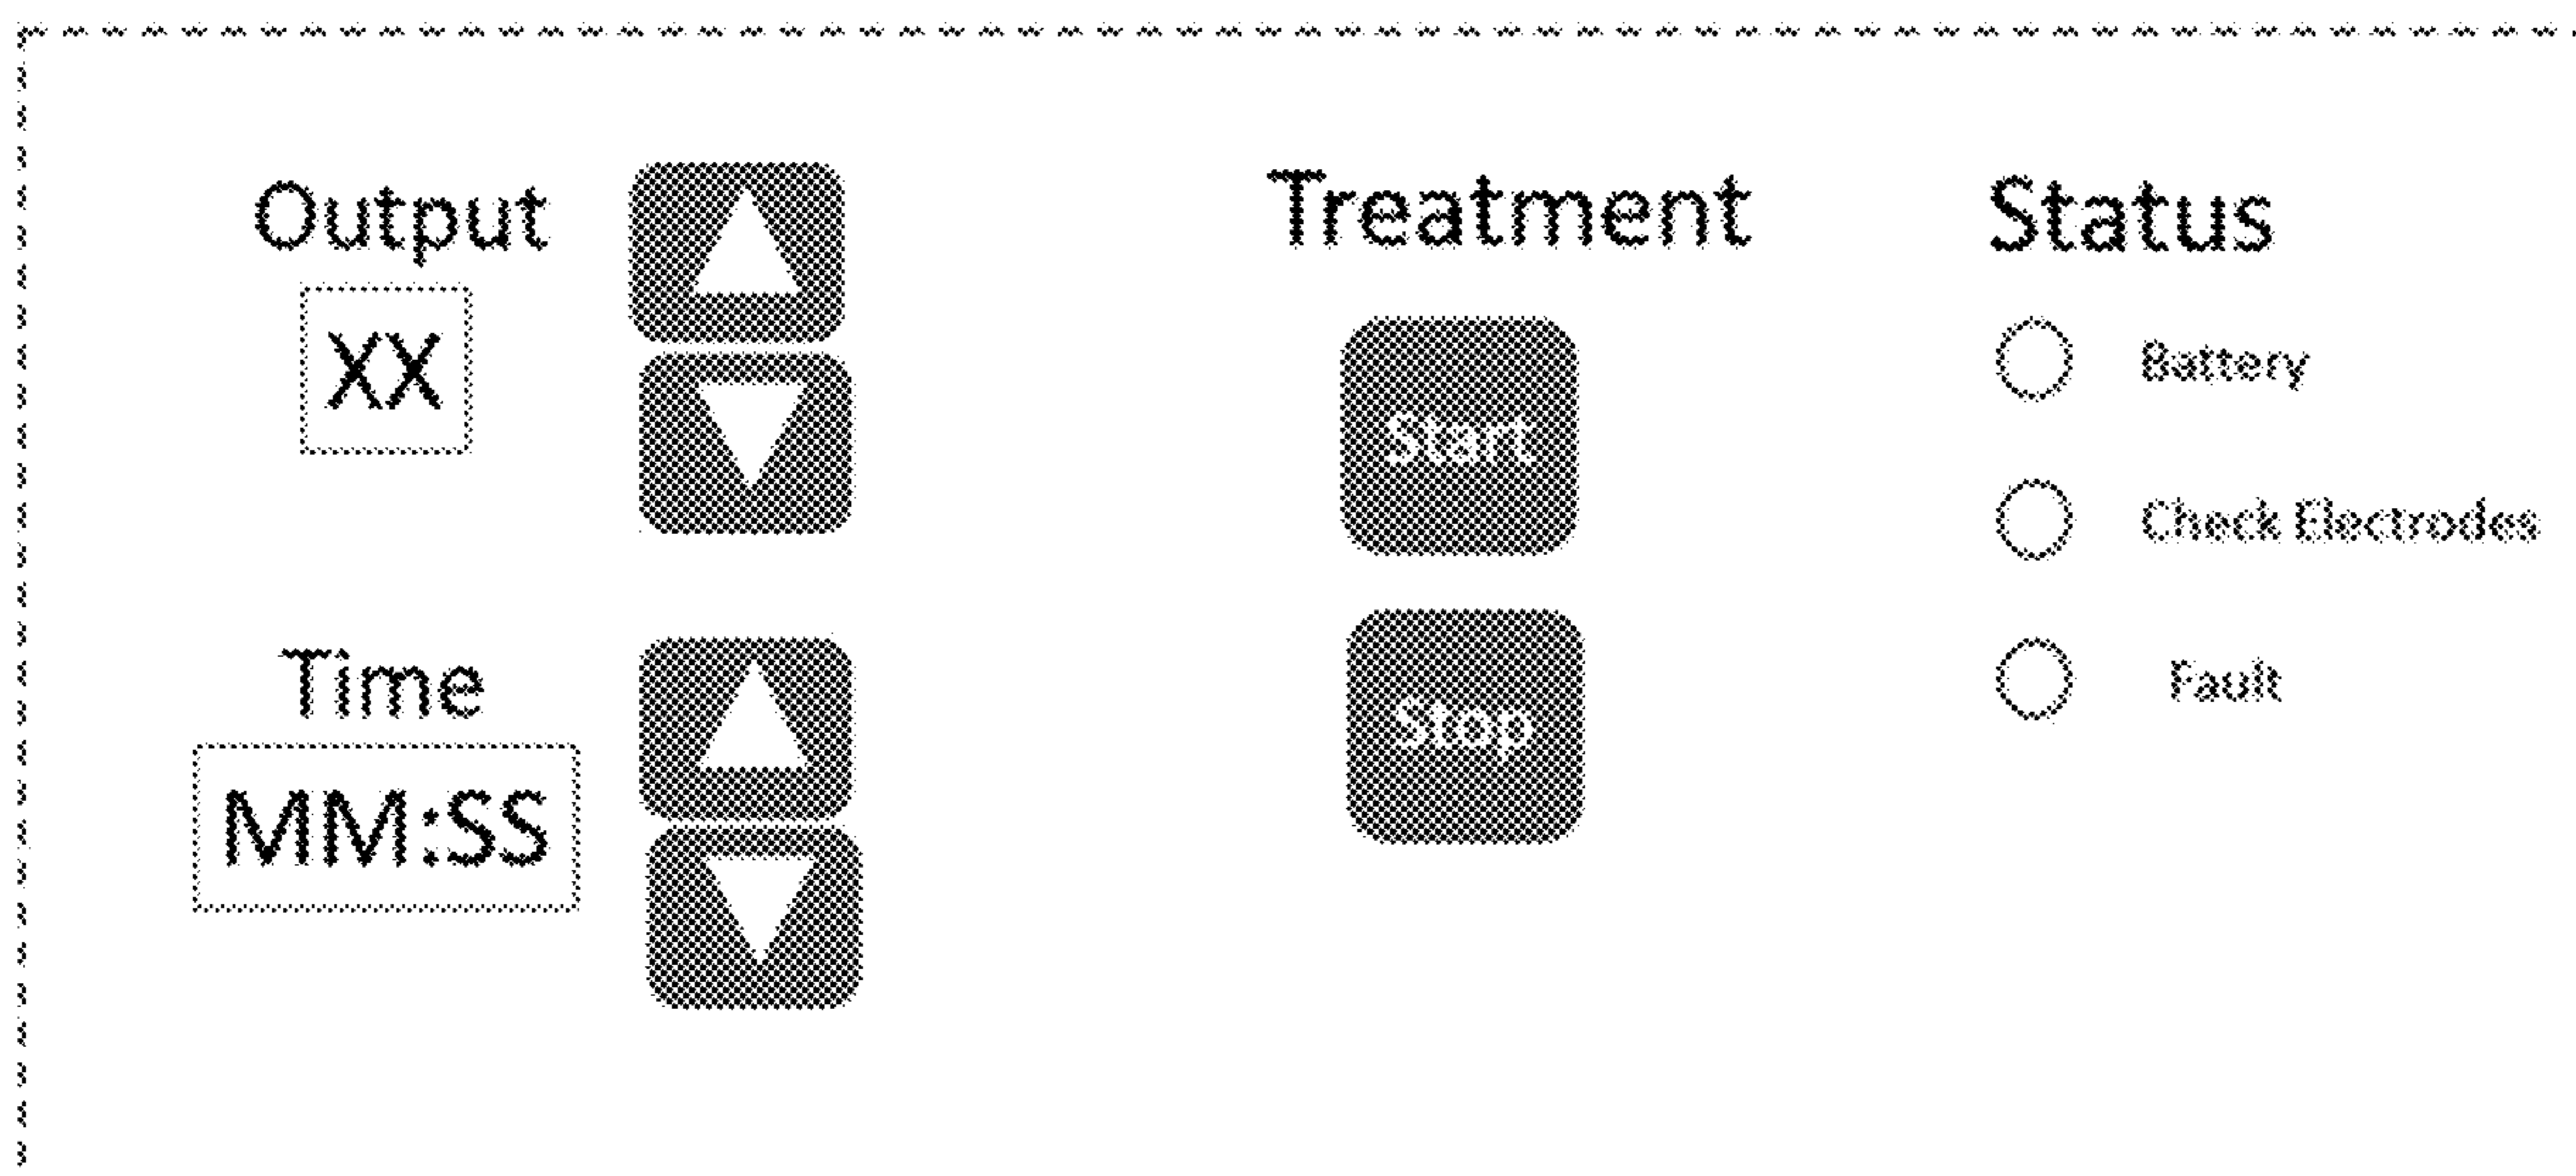 Output
XX
Time
MM:SS
Treatment
Start
Stop
Status
Battery
Check Electrodes
Fault